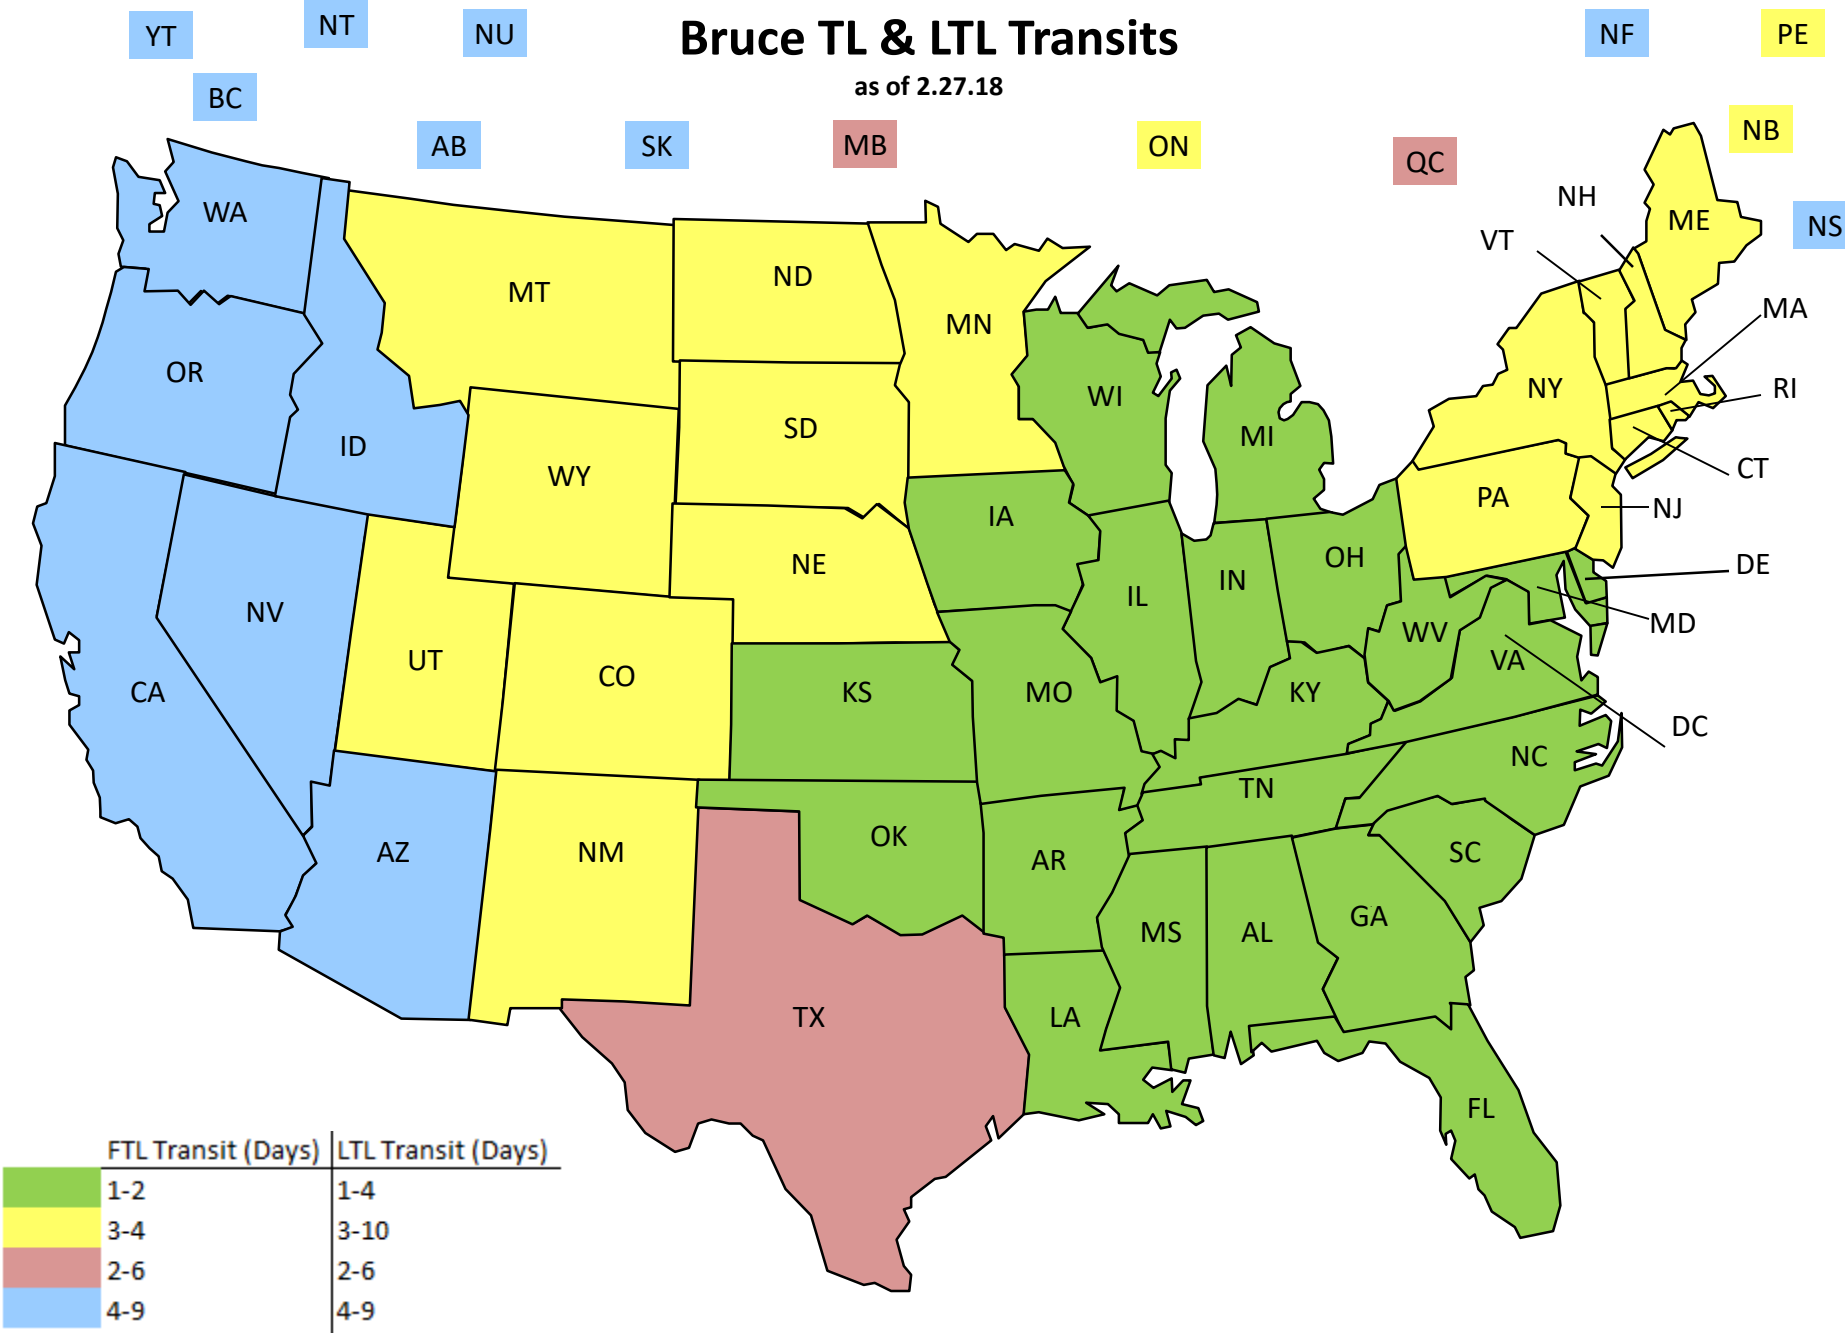 YT
NT
NU
Bruce TL & LTL Transits
NF
PE
as of 2.27.18
BC
AB
SK
MB
ON
QC
NB
NH
VT
ME
NS
WA
MT
ND
MN
MA
OR
ID
WY
SD
WI
MI
NY
RI
CT
PA
NJ
IA
NE
IL
IN
OH
DE
NV
UT
CO
KS
MO
KY
WV
VA
MD
CA
DC
NC
TN
AZ
NM
OK
AR
SC
MS
AL
GA
TX
LA
FL
FTL Transit (Days) LTL Transit (Days)
1-2 1-4
3-4 3-10
2-6 2-6
4-9 4-9